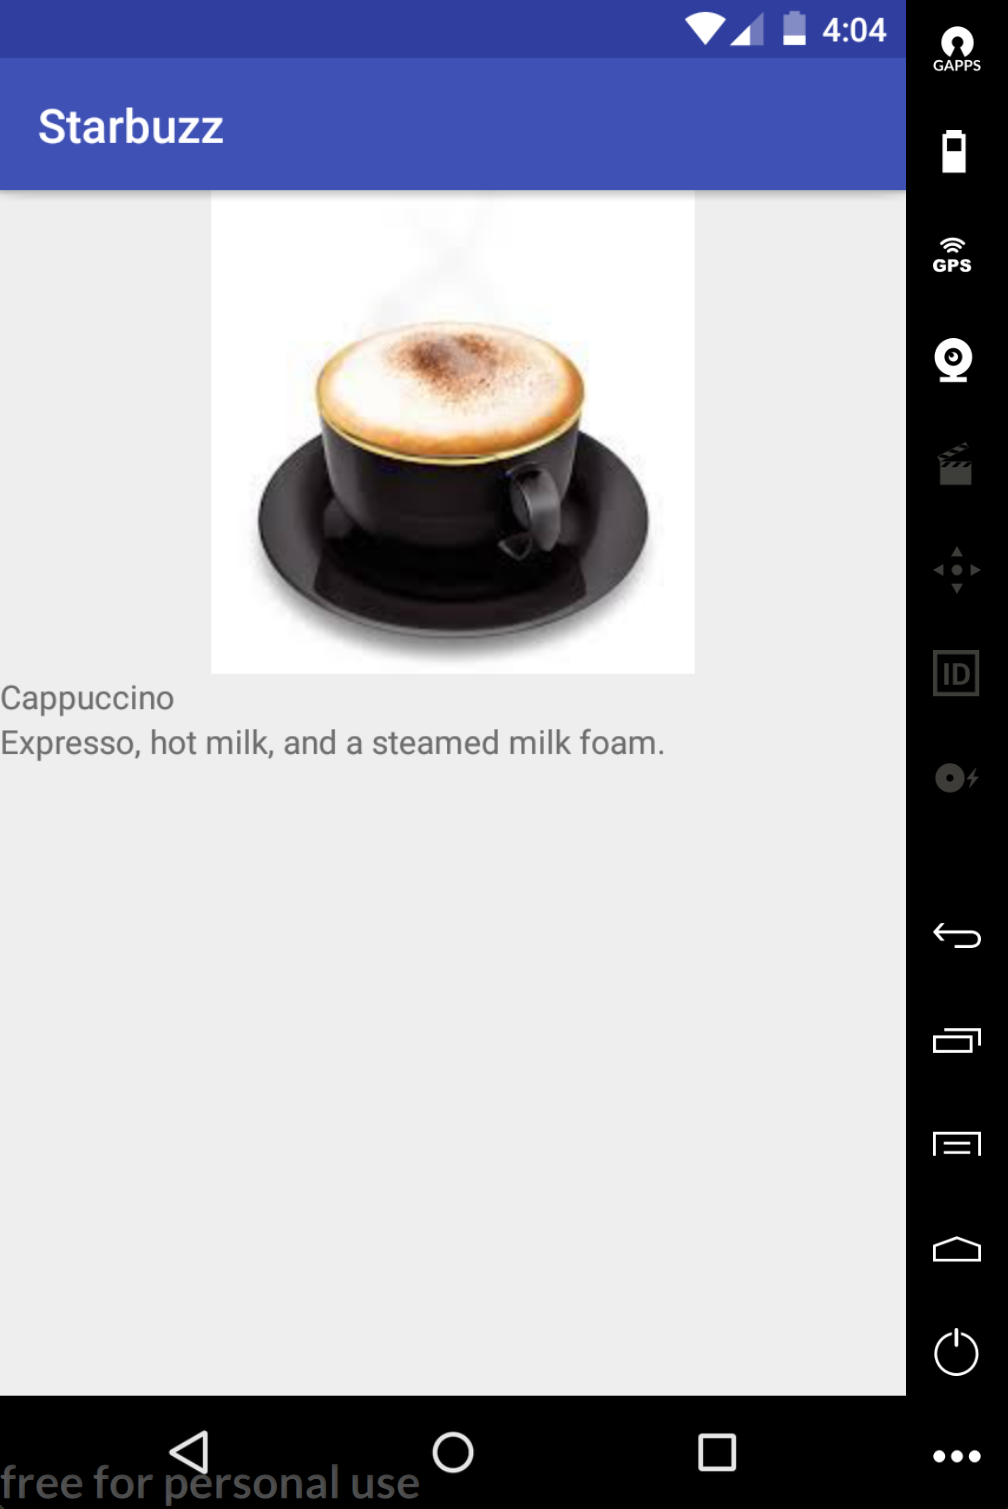 4:04
GAPPS
Starbuzz
GPS
Cappuccino
Expresso, hot milk, and a steamed milk foam.
ID
free for personal use